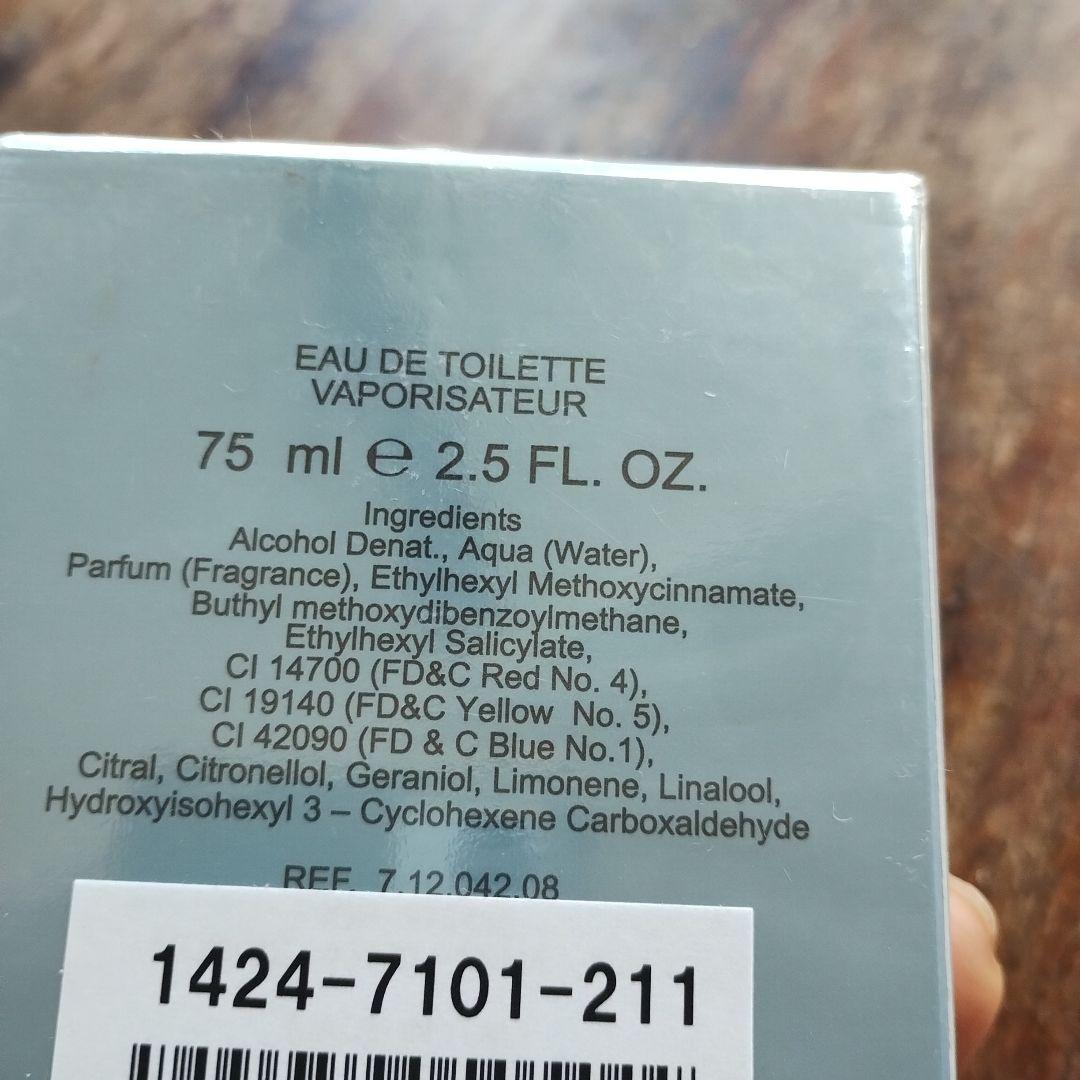 EAU DE TOILETTE
VAPORISATEUR
75 ml ℮ 2.5 FL. OZ.
Ingredients
Alcohol Denat., Aqua (Water),
Parfum (Fragrance), Ethylhexyl Methoxycinnamate,
Buthyl methoxydibenzoylmethane,
Ethylhexyl Salicylate,
CI 14700 (FD&C Red No. 4),
CI 19140 (FD&C Yellow No. 5),
CI 42090 (FD & C Blue No.1),
Citral, Citronellol, Geraniol, Limonene, Linalool,
Hydroxyisohexyl 3 – Cyclohexene Carboxaldehyde
REF. 7.12.042.08
1424-7101-211